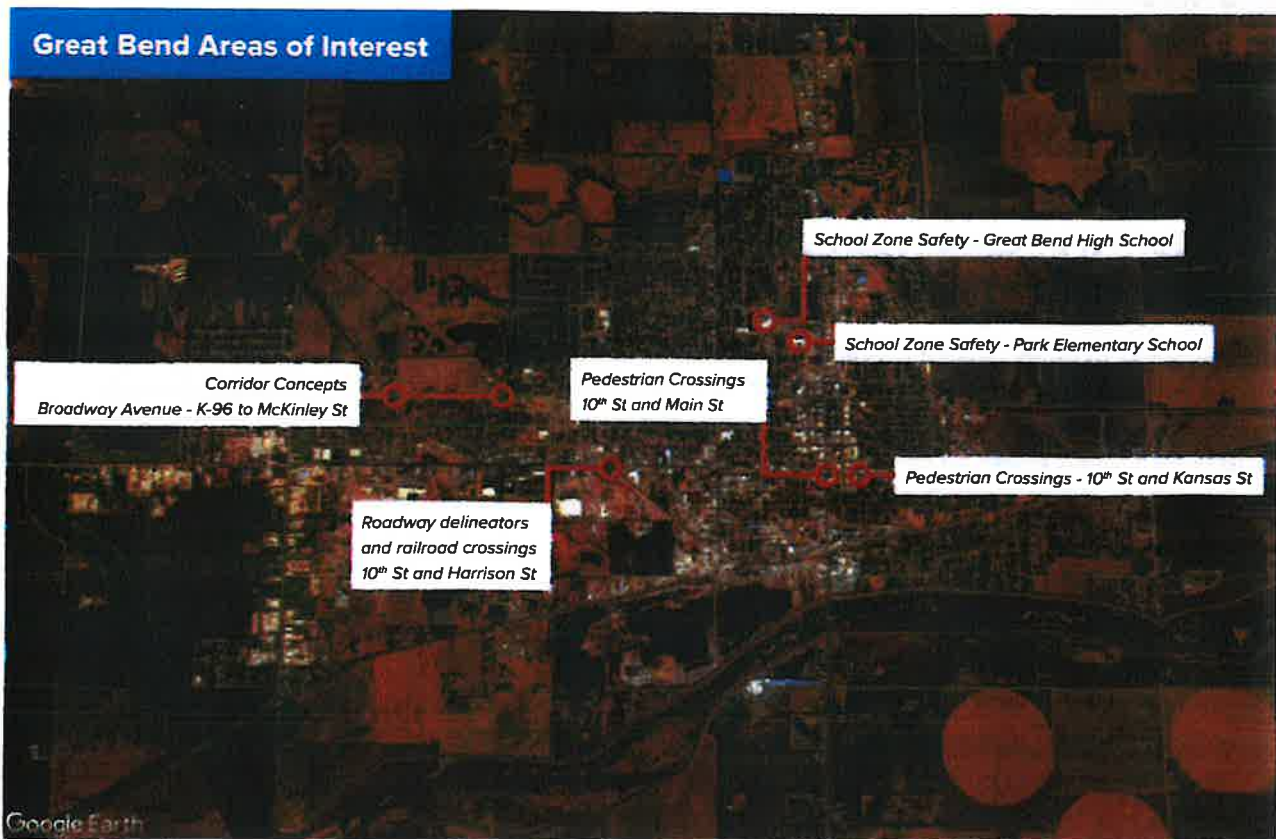 Great Bend Areas of Interest
School Zone Safety - Great Bend High School
School Zone Safety - Park Elementary School
Corridor Concepts
Broadway Avenue - K-96 to McKinley St
Pedestrian Crossings
10th St and Main St
Pedestrian Crossings - 10th St and Kansas St
Roadway delineators
and railroad crossings
10th St and Harrison St
Google Earth